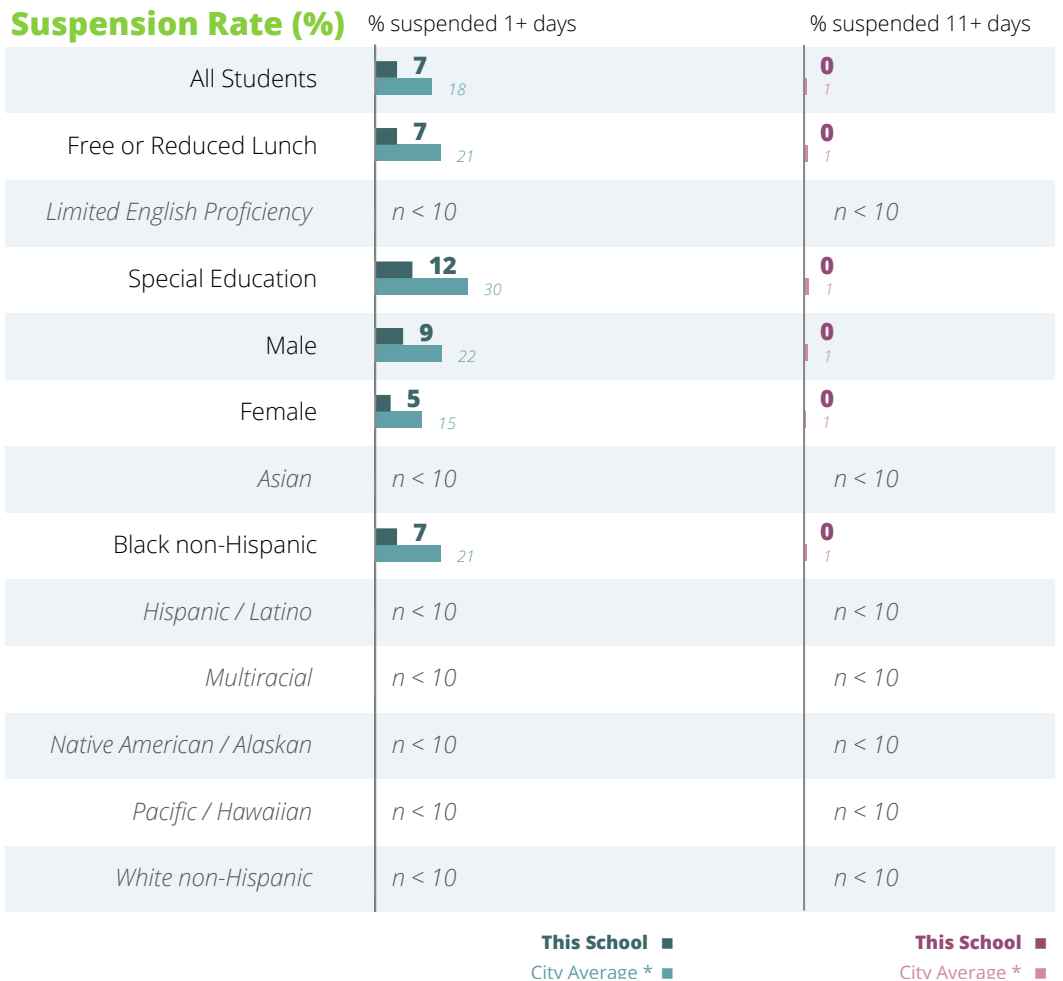 Suspension Rate (%) % suspended 1+ days % suspended 11+ days
All Students 7 18 0 1
Free or Reduced Lunch 7 21 0 1
Limited English Proficiency n < 10 n < 10
Special Education 12 30 0 1
Male 9 22 0 1
Female 5 15 0 1
Asian n < 10 n < 10
Black non-Hispanic 7 21 0 1
Hispanic / Latino n < 10 n < 10
Multiracial n < 10 n < 10
Native American / Alaskan n < 10 n < 10
Pacific / Hawaiian n < 10 n < 10
White non-Hispanic n < 10 n < 10
This School This School
City Average * City Average *